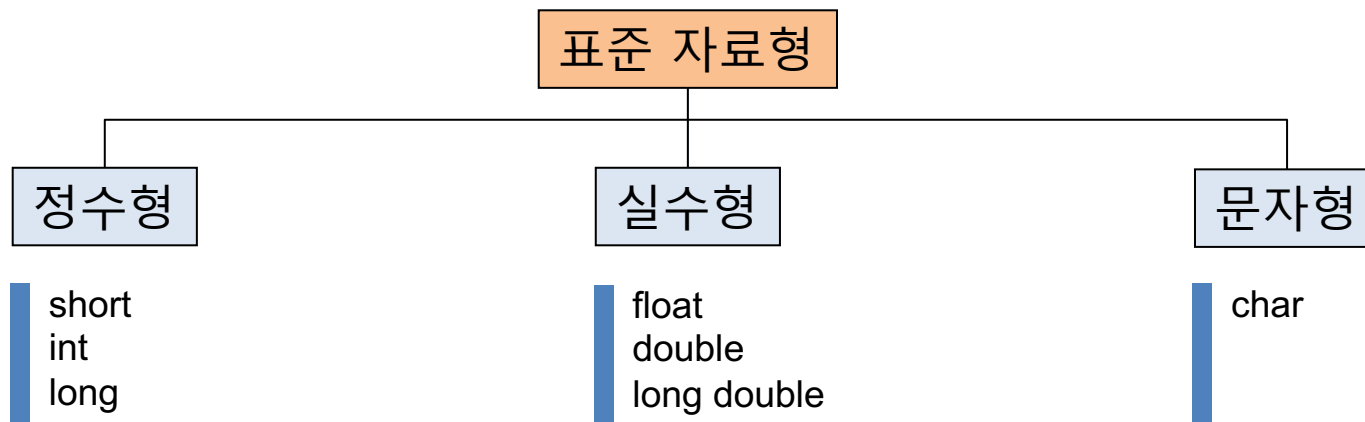 표준 자료형
정수형
실수형
문자형
short
int
long
float
double
long double
char